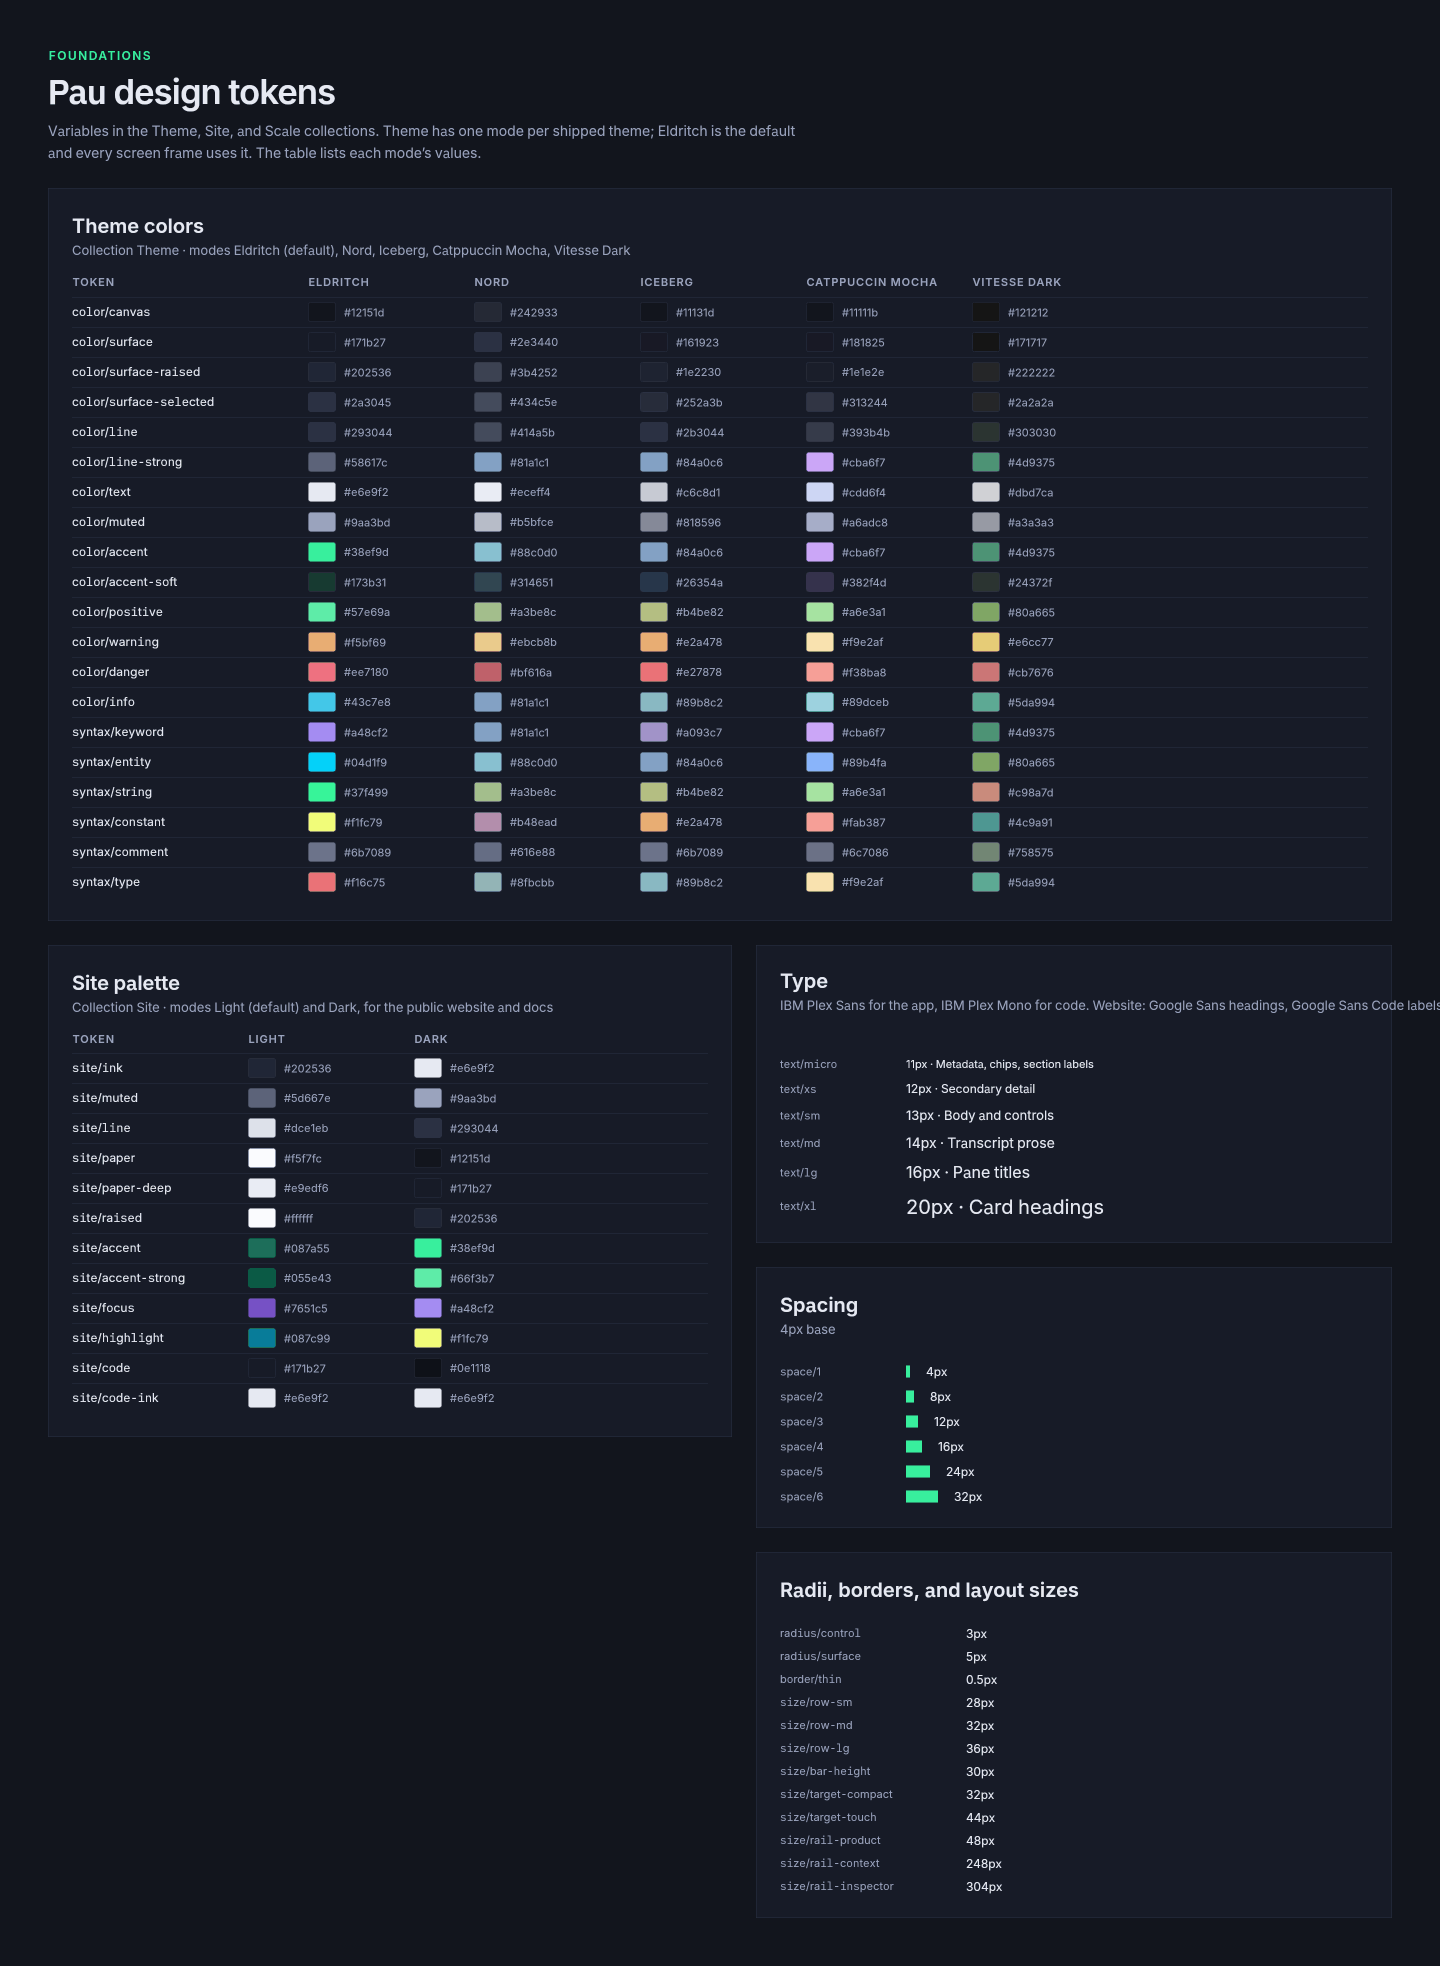 FOUNDATIONS
Pau design tokens
Variables in the Theme, Site, and Scale collections. Theme has one mode per shipped theme; Eldritch is the default
and every screen frame uses it. The table lists each mode’s values.
Theme colors
Collection Theme · modes Eldritch (default), Nord, Iceberg, Catppuccin Mocha, Vitesse Dark
TOKEN ELDRITCH NORD ICEBERG CATPPUCCIN MOCHA VITESSE DARK
color/canvas #12151d #242933 #11131d #11111b #121212
color/surface #171b27 #2e3440 #161923 #181825 #171717
color/surface-raised #202536 #3b4252 #1e2230 #1e1e2e #222222
color/surface-selected #2a3045 #434c5e #252a3b #313244 #2a2a2a
color/line #293044 #414a5b #2b3044 #393b4b #303030
color/line-strong #58617c #81a1c1 #84a0c6 #cba6f7 #4d9375
color/text #e6e9f2 #eceff4 #c6c8d1 #cdd6f4 #dbd7ca
color/muted #9aa3bd #b5bfce #818596 #a6adc8 #a3a3a3
color/accent #38ef9d #88c0d0 #84a0c6 #cba6f7 #4d9375
color/accent-soft #173b31 #314651 #26354a #382f4d #24372f
color/positive #57e69a #a3be8c #b4be82 #a6e3a1 #80a665
color/warning #f5bf69 #ebcb8b #e2a478 #f9e2af #e6cc77
color/danger #ee7180 #bf616a #e27878 #f38ba8 #cb7676
color/info #43c7e8 #81a1c1 #89b8c2 #89dceb #5da994
syntax/keyword #a48cf2 #81a1c1 #a093c7 #cba6f7 #4d9375
syntax/entity #04d1f9 #88c0d0 #84a0c6 #89b4fa #80a665
syntax/string #37f499 #a3be8c #b4be82 #a6e3a1 #c98a7d
syntax/constant #f1fc79 #b48ead #e2a478 #fab387 #4c9a91
syntax/comment #6b7089 #616e88 #6b7089 #6c7086 #758575
syntax/type #f16c75 #8fbcbb #89b8c2 #f9e2af #5da994
Site palette
Collection Site · modes Light (default) and Dark, for the public website and docs
TOKEN LIGHT DARK
site/ink #202536 #e6e9f2
site/muted #5d667e #9aa3bd
site/line #dce1eb #293044
site/paper #f5f7fc #12151d
site/paper-deep #e9edf6 #171b27
site/raised #ffffff #202536
site/accent #087a55 #38ef9d
site/accent-strong #055e43 #66f3b7
site/focus #7651c5 #a48cf2
site/highlight #087c99 #f1fc79
site/code #171b27 #0e1118
site/code-ink #e6e9f2 #e6e9f2
Type
IBM Plex Sans for the app, IBM Plex Mono for code. Website: Google Sans headings, Google Sans Code labels
text/micro 11px · Metadata, chips, section labels
text/xs 12px · Secondary detail
text/sm 13px · Body and controls
text/md 14px · Transcript prose
text/lg 16px · Pane titles
text/xl 20px · Card headings
Spacing
4px base
space/1 4px
space/2 8px
space/3 12px
space/4 16px
space/5 24px
space/6 32px
Radii, borders, and layout sizes
radius/control 3px
radius/surface 5px
border/thin 0.5px
size/row-sm 28px
size/row-md 32px
size/row-lg 36px
size/bar-height 30px
size/target-compact 32px
size/target-touch 44px
size/rail-product 48px
size/rail-context 248px
size/rail-inspector 304px